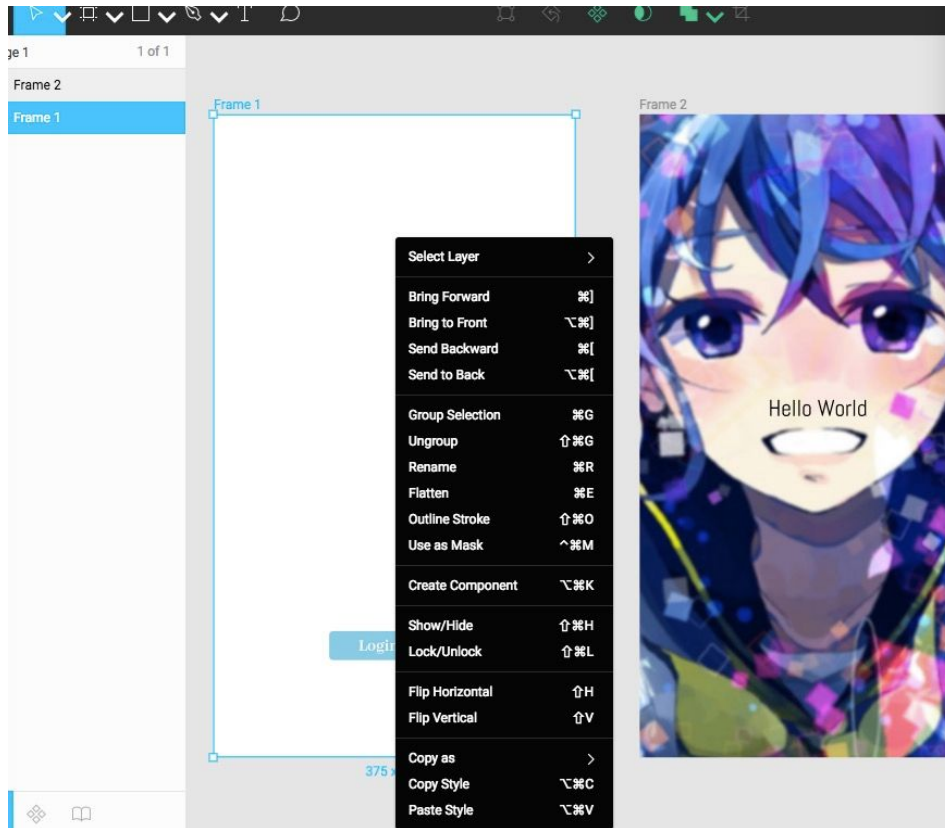 ge 1 1 of 1
Frame 2
Frame 1
Frame 1
Frame 2
Select Layer
Bring Forward ⌘]
Bring to Front ⌥⌘]
Send Backward ⌘[
Send to Back ⌥⌘[
Group Selection ⌘G
Ungroup ⇧⌘G
Rename ⌘R
Flatten ⌘E
Outline Stroke ⇧⌘O
Use as Mask ^⌘M
Create Component ⌥⌘K
Show/Hide ⇧⌘H
Lock/Unlock ⇧⌘L
Flip Horizontal ⇧H
Flip Vertical ⇧V
Copy as
Copy Style ⌥⌘C
Paste Style ⌥⌘V
Login
375 x
Hello World